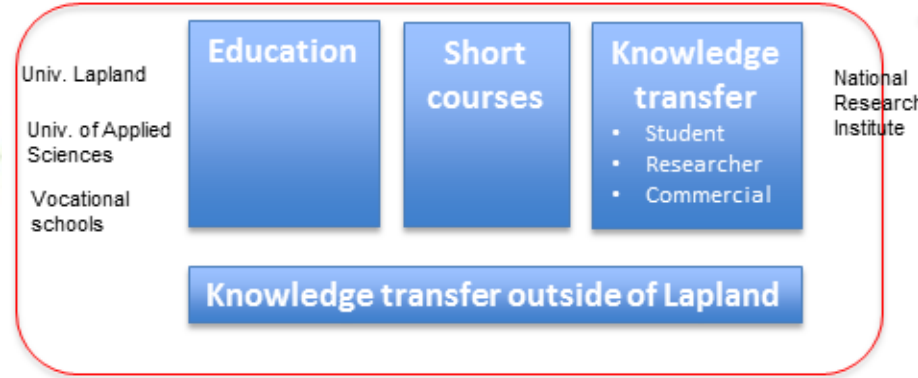 Univ. Lapland
Univ. of Applied
Sciences
Vocational
schools
Education
Short
courses
Knowledge
transfer
• Student
• Researcher
• Commercial
National
Research
Institute
Knowledge transfer outside of Lapland